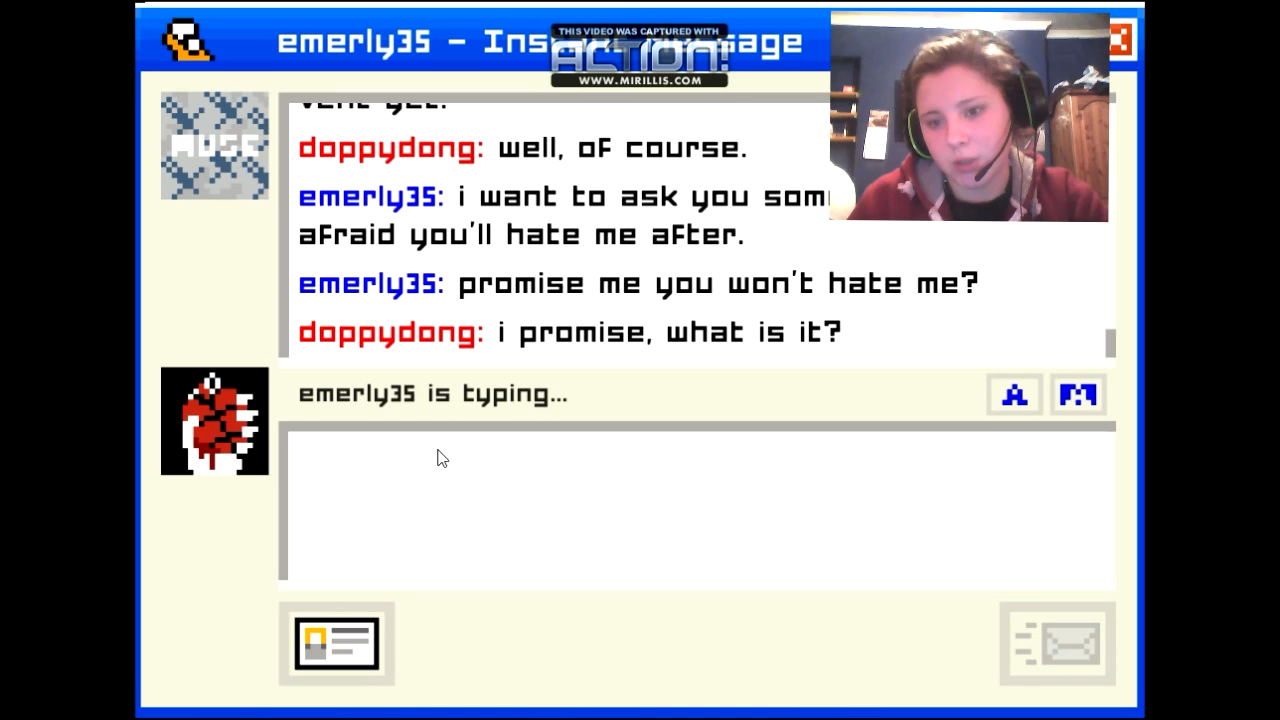 emerly35 - Ins ssage
THIS VIDEO WAS CAPTURED WITH
ACTION!
WWW.MIRILLIS.COM
MUSE
doppydong: well, of course.
emerly35: i want to ask you som
afraid you'll hate me after.
emerly35: promise me you won't hate me?
doppydong: i promise, what is it?
emerly35 is typing...
A